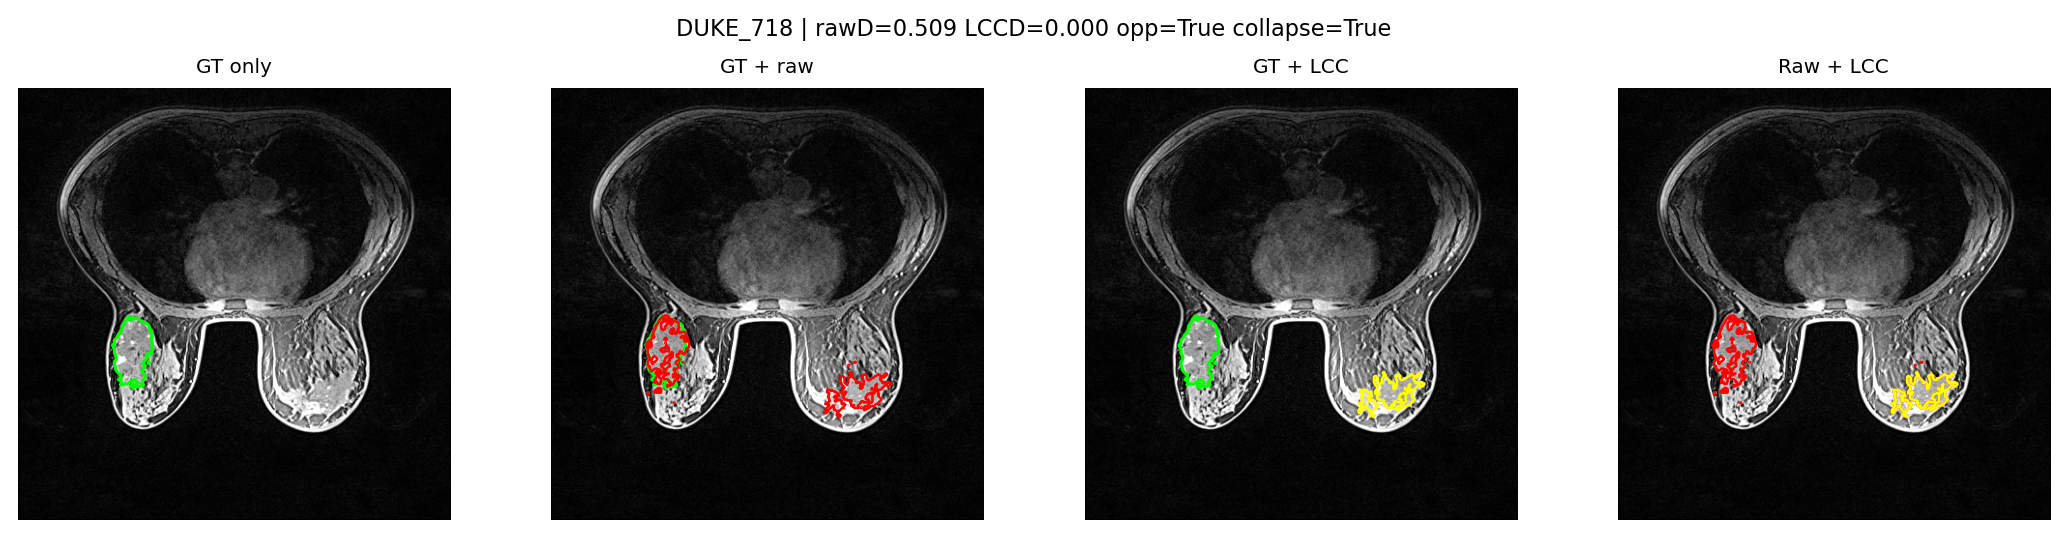 DUKE_718 | rawD=0.509 LCCD=0.000 opp=True collapse=True
GT only
GT + raw
GT + LCC
Raw + LCC